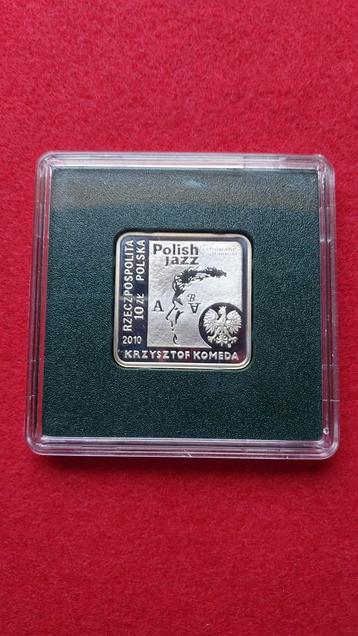 RZECZPOSPOLITA
POLSKA
10 ZŁ
2010
Polish
jazz
A
B
A
KRZYSZTOF KOMEDA